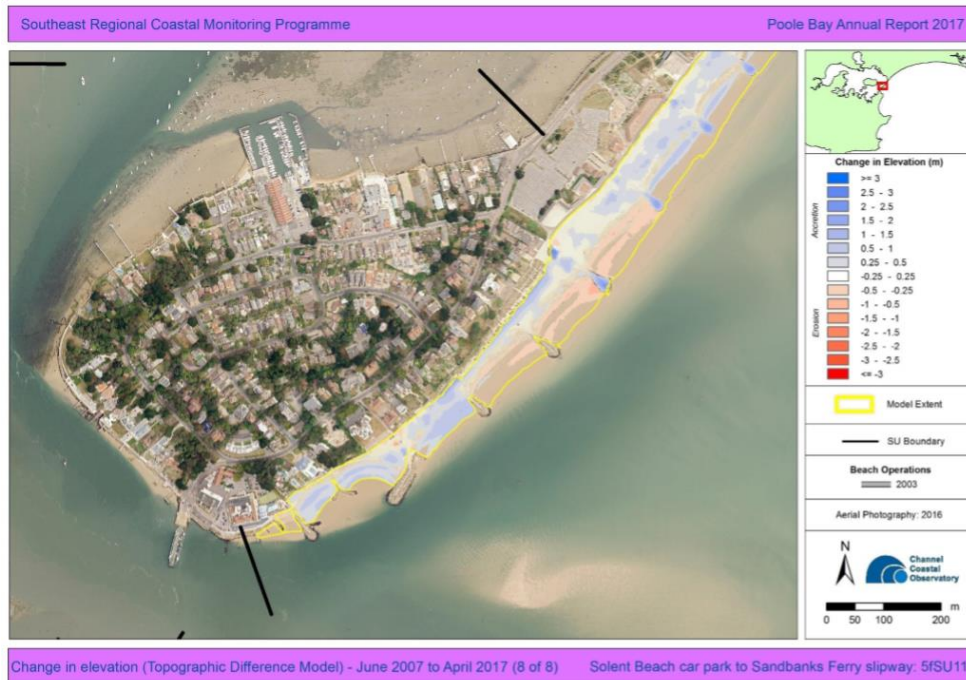 Southeast Regional Coastal Monitoring Programme
Poole Bay Annual Report 2017
Change in Elevation (m)
Accretion
>= 3
2.5 - 3
2 - 2.5
1.5 - 2
1 - 1.5
0.5 - 1
0.25 - 0.5
-0.25 - 0.25
Erosion
-0.5 - -0.25
-1 - -0.5
-1.5 - -1
-2 - -1.5
-2.5 - -2
-3 - -2.5
<= -3
Model Extent
SU Boundary
Beach Operations
2003
Aerial Photography: 2016
N
Channel
Coastal
Observatory
m
0 50 100 200
Change in elevation (Topographic Difference Model) - June 2007 to April 2017 (8 of 8)
Solent Beach car park to Sandbanks Ferry slipway: 5fSU11